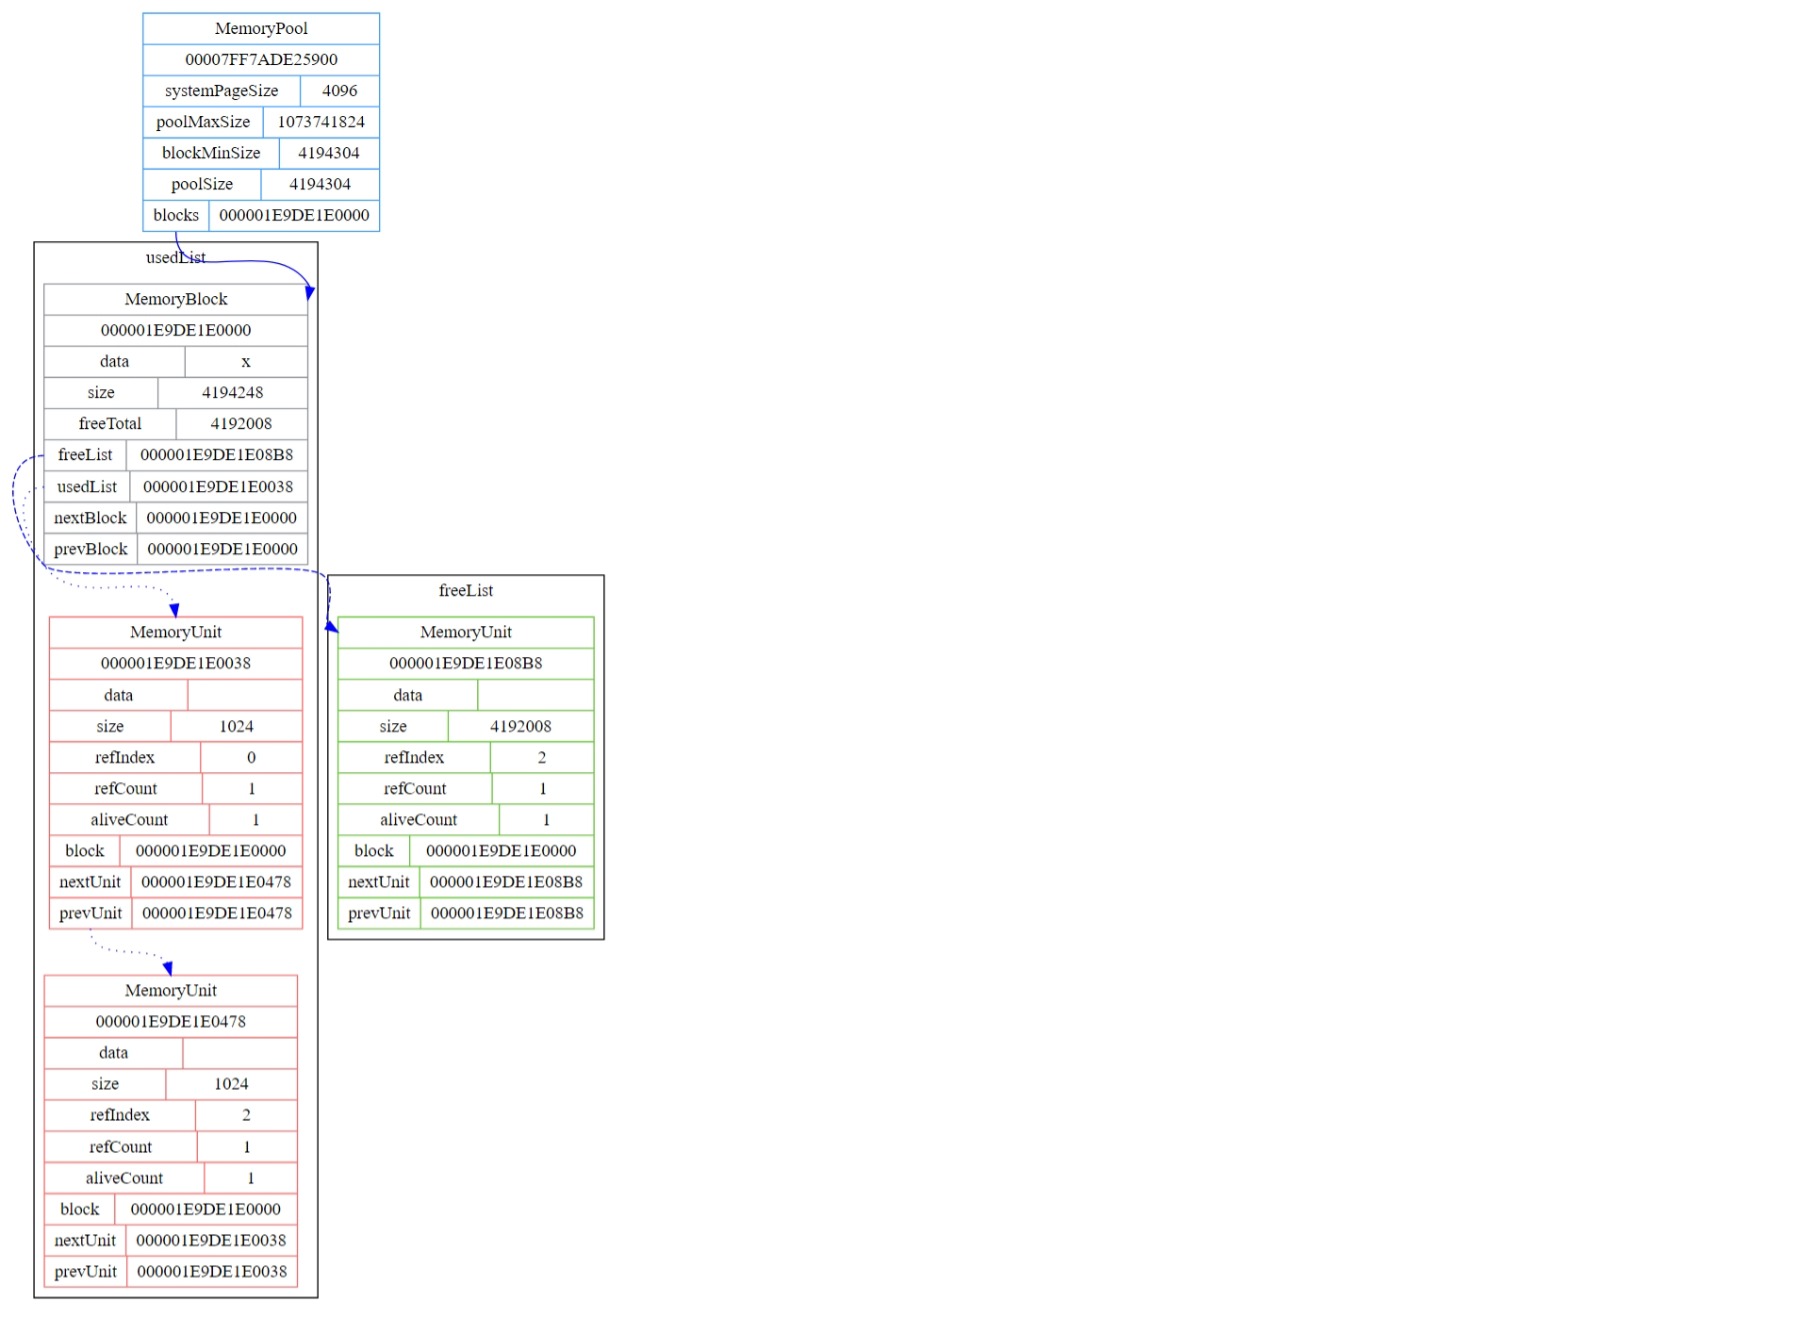 MemoryPool
00007FF7ADE25900
systemPageSize 4096
poolMaxSize 1073741824
blockMinSize 4194304
poolSize 4194304
blocks 000001E9DE1E0000
usedList
MemoryBlock
000001E9DE1E0000
data x
size 4194248
freeTotal 4192008
freeList 000001E9DE1E08B8
usedList 000001E9DE1E0038
nextBlock 000001E9DE1E0000
prevBlock 000001E9DE1E0000
MemoryUnit
000001E9DE1E0038
data
size 1024
refIndex 0
refCount 1
aliveCount 1
block 000001E9DE1E0000
nextUnit 000001E9DE1E0478
prevUnit 000001E9DE1E0478
MemoryUnit
000001E9DE1E0478
data
size 1024
refIndex 2
refCount 1
aliveCount 1
block 000001E9DE1E0000
nextUnit 000001E9DE1E0038
prevUnit 000001E9DE1E0038
freeList
MemoryUnit
000001E9DE1E08B8
data
size 4192008
refIndex 2
refCount 1
aliveCount 1
block 000001E9DE1E0000
nextUnit 000001E9DE1E08B8
prevUnit 000001E9DE1E08B8